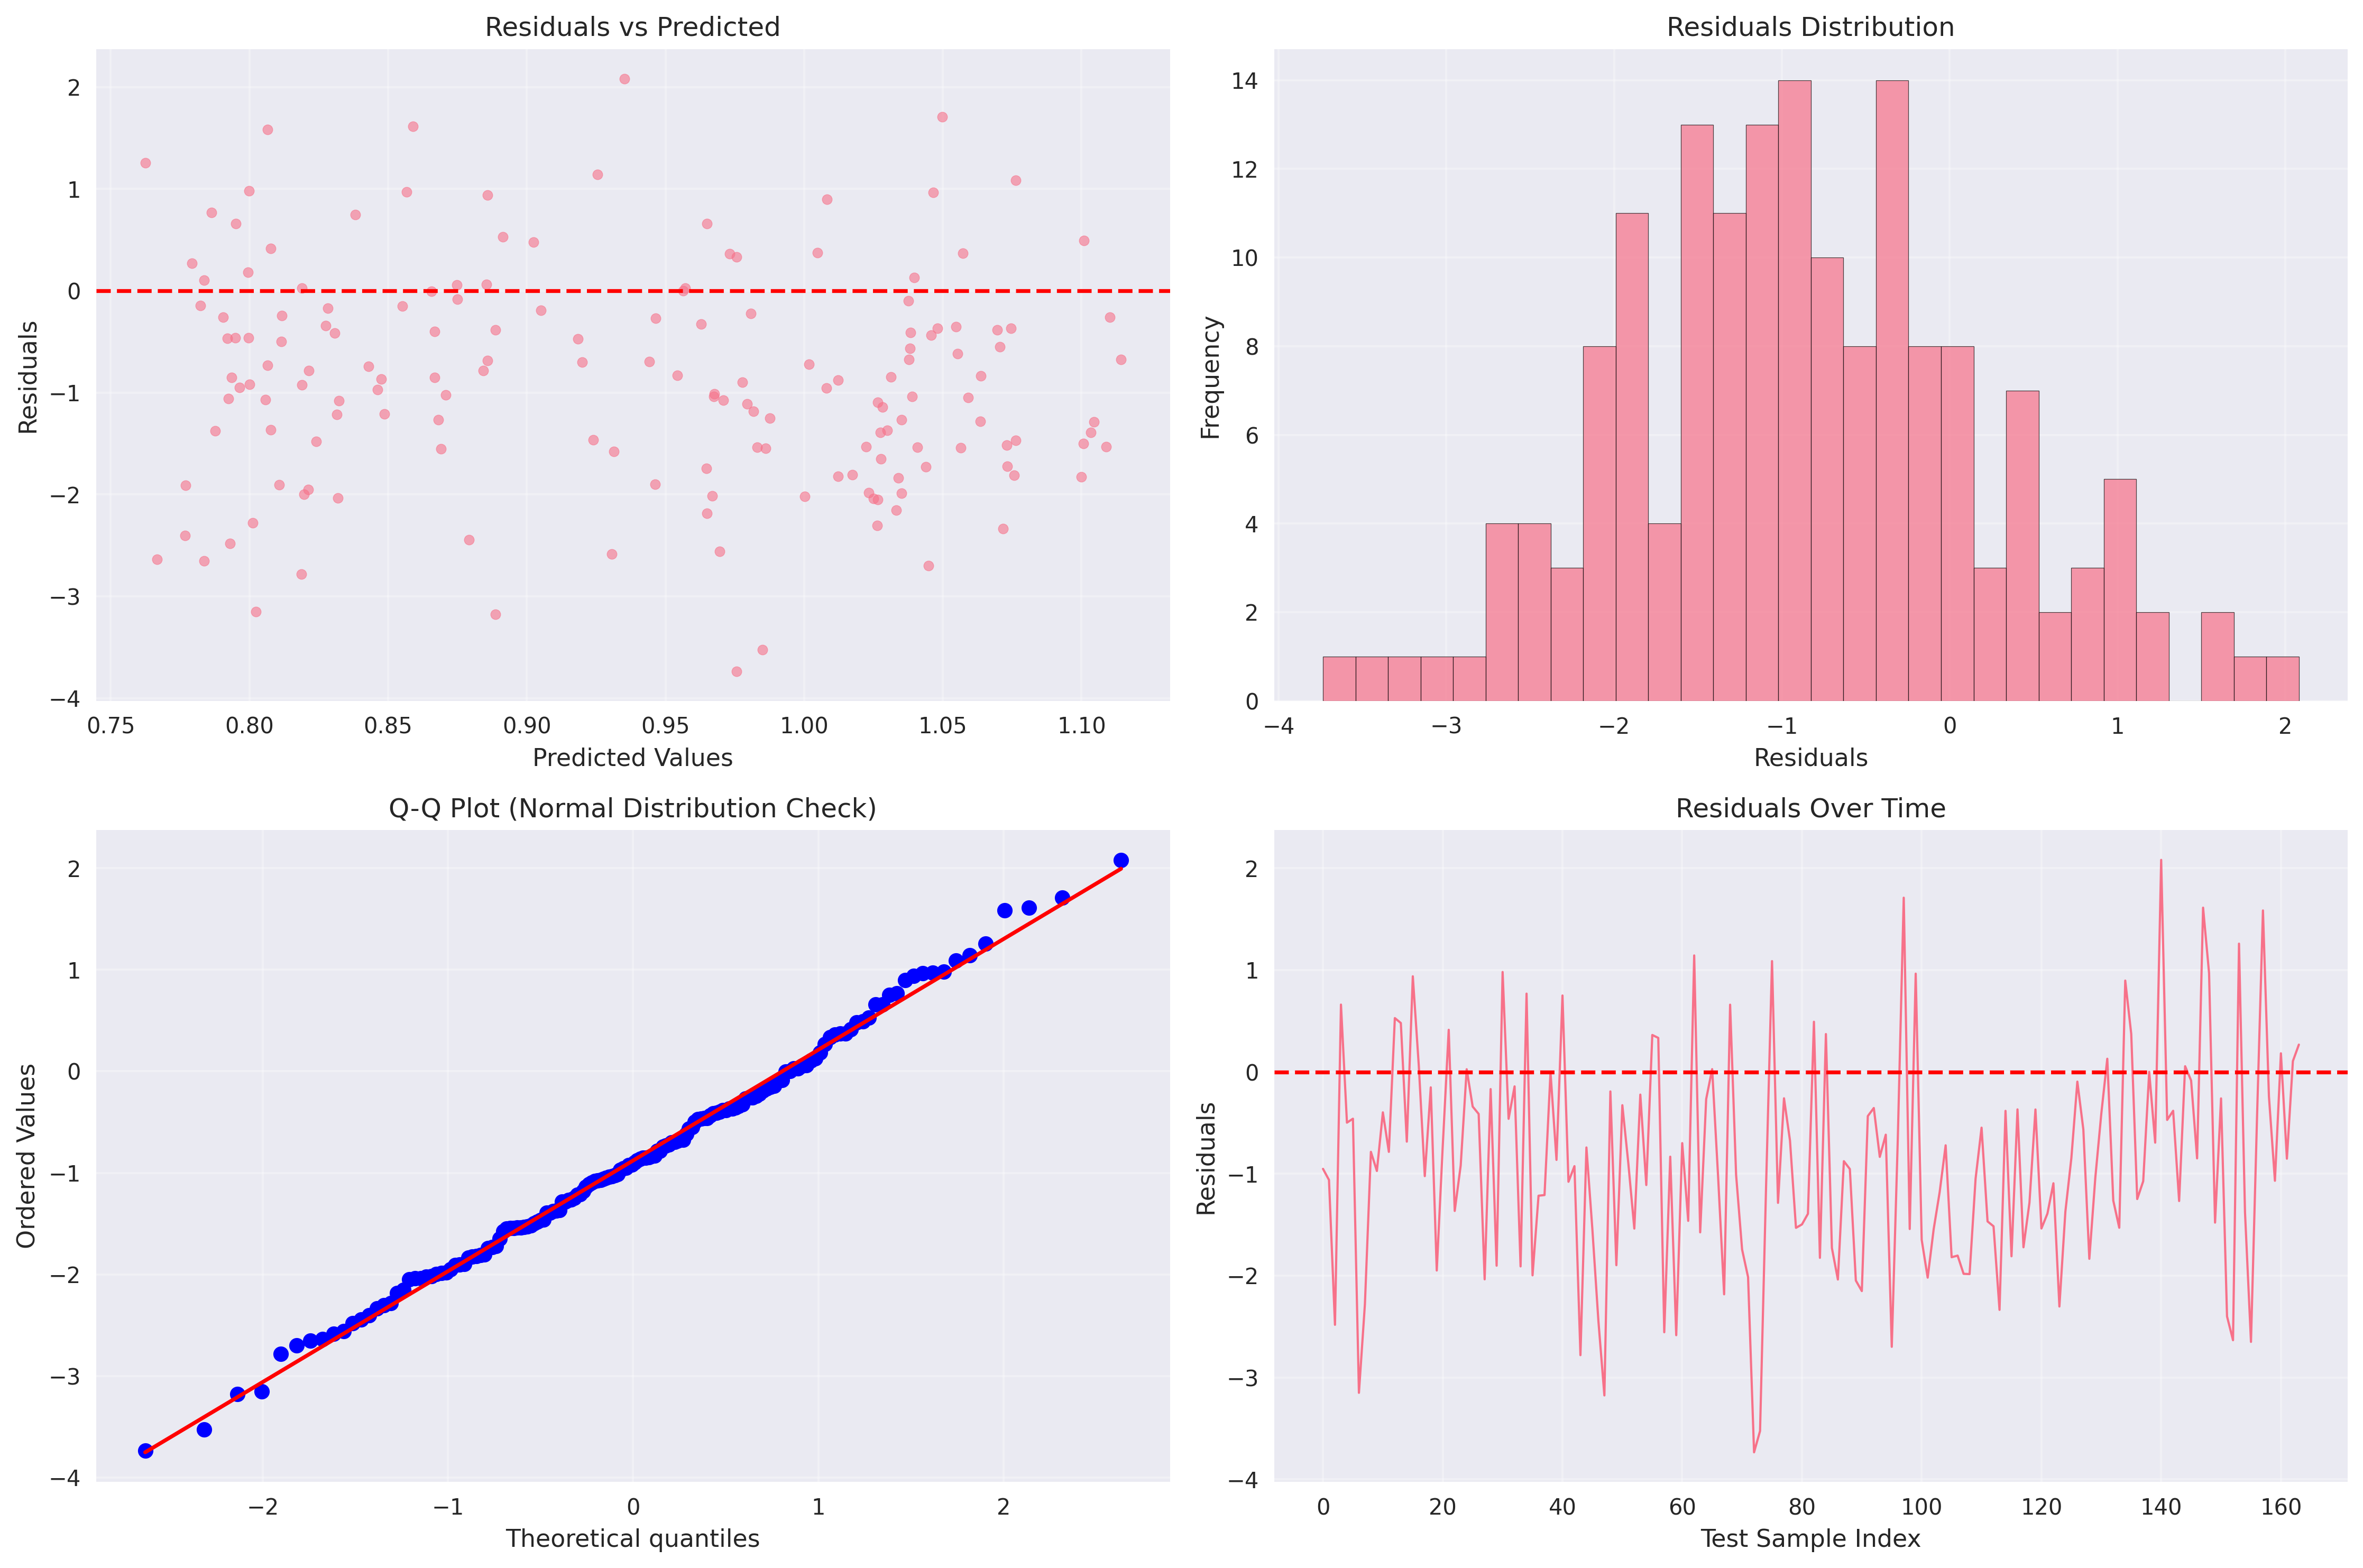 Residuals vs Predicted
Residuals
2
1
0
−1
−2
−3
−4
0.75 0.80 0.85 0.90 0.95 1.00 1.05 1.10
Predicted Values
Residuals Distribution
Frequency
14
12
10
8
6
4
2
0
−4 −3 −2 −1 0 1 2
Residuals
Q-Q Plot (Normal Distribution Check)
Ordered Values
2
1
0
−1
−2
−3
−4
−2 −1 0 1 2
Theoretical quantiles
Residuals Over Time
Residuals
2
1
0
−1
−2
−3
−4
0 20 40 60 80 100 120 140 160
Test Sample Index